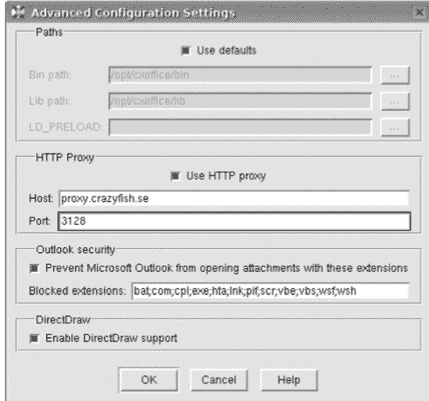 Advanced Configuration Settings
Paths
Use defaults
Bin path: /opt/cxoffice/bin ...
Lib path: /opt/cxoffice/lib ...
LD_PRELOAD: ...
HTTP Proxy
Use HTTP proxy
Host: proxy.crazyfish.se
Port: 3128
Outlook security
Prevent Microsoft Outlook from opening attachments with these extensions
Blocked extensions: bat;com;cpl;exe;hta;lnk;pif;scr;vbe;vbs;wsf;wsh
DirectDraw
Enable DirectDraw support
OK Cancel Help